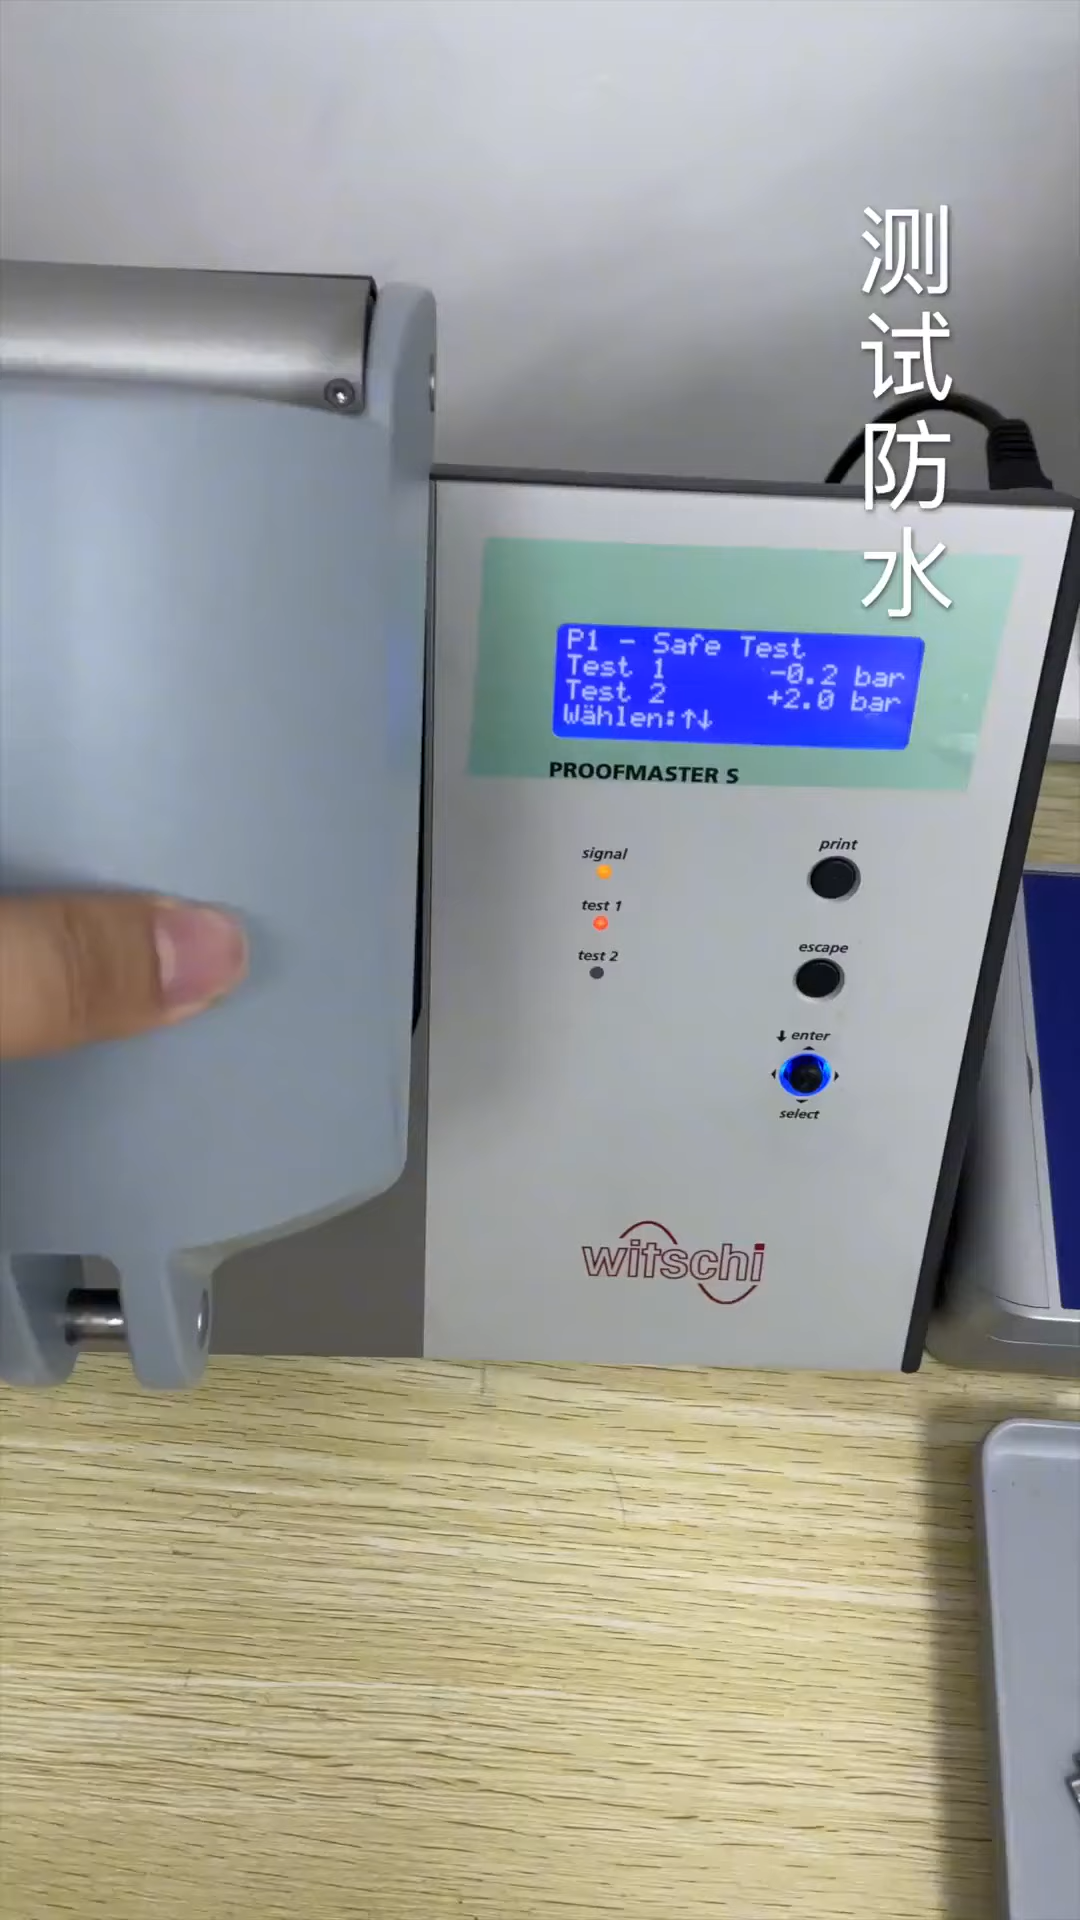 测试防水
P1 - Safe Test
Test 1 -0.2 bar
Test 2 +2.0 bar
Wählen:↑↓
PROOFMASTER S
signal
print
test 1
escape
test 2
↓ enter
select
witschi